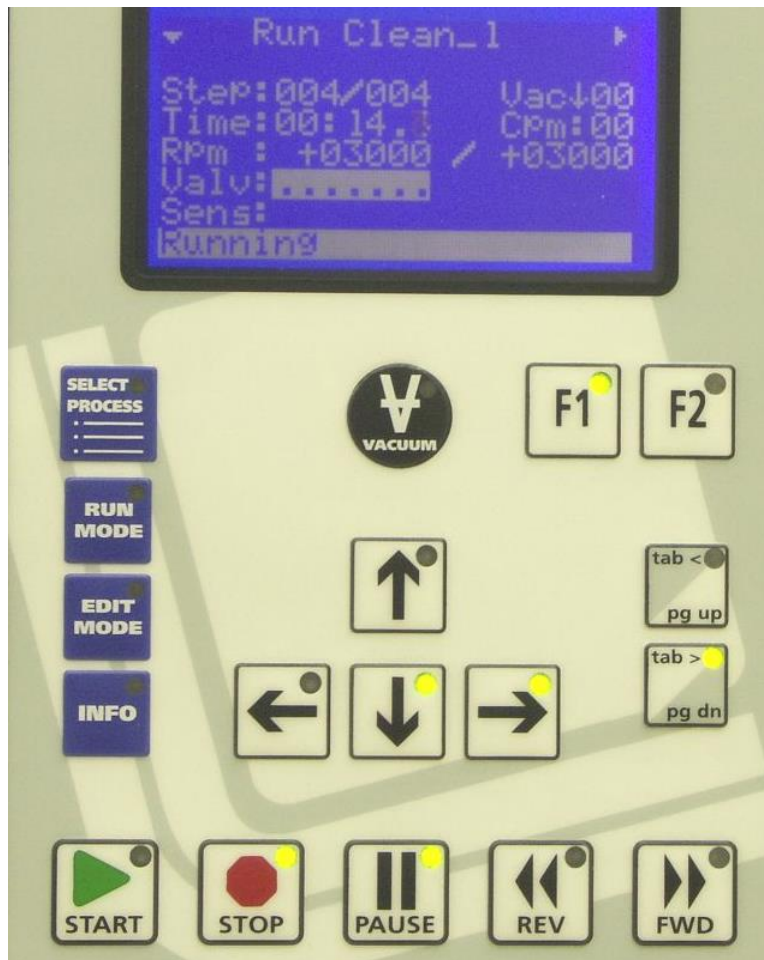 Run Clean_1
Step:004/004 Vac↓00
Time:00:14. Cpm:00
Rpm : +03000 / +03000
Valv:.......
Sens:
Running
SELECT
PROCESS
VACUUM
F1
F2
RUN
MODE
tab <
pg up
EDIT
MODE
tab >
pg dn
INFO
START
STOP
PAUSE
REV
FWD